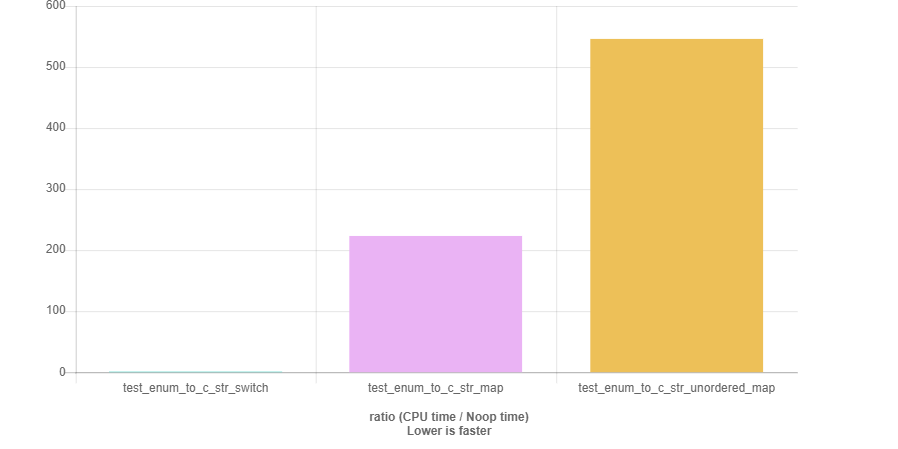 600
500
400
300
200
100
0
test_enum_to_c_str_switch test_enum_to_c_str_map test_enum_to_c_str_unordered_map
ratio (CPU time / Noop time)
Lower is faster